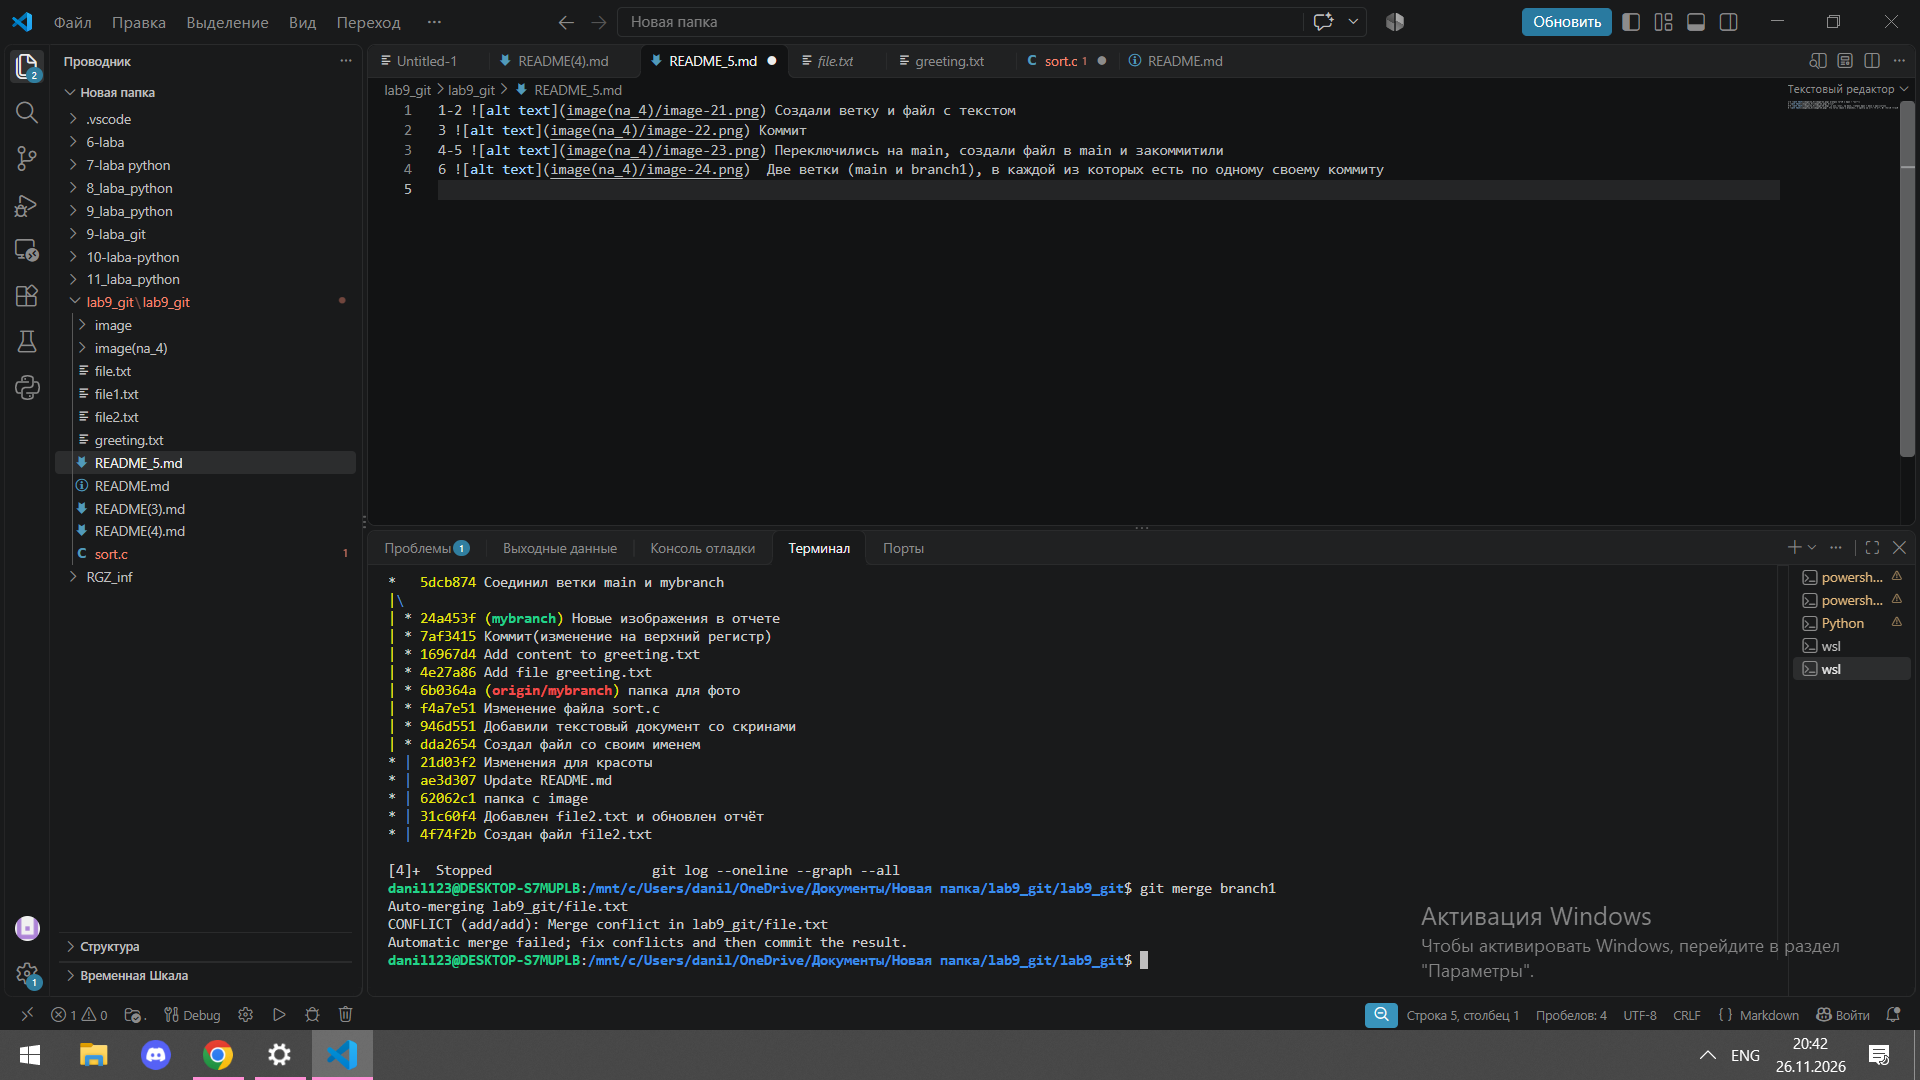 Файл Правка Выделение Вид Переход ··· Новая папка Обновить
Проводник ···
Новая папка
.vscode
6-laba
7-laba python
8_laba_python
9_laba_python
9-laba_git
10-laba-python
11_laba_python
lab9_git\lab9_git
image
image(na_4)
file.txt
file1.txt
file2.txt
greeting.txt
README_5.md
README.md
README(3).md
README(4).md
sort.c 1
RGZ_inf
Структура
Временная Шкала
2
1
Untitled-1 README(4).md README_5.md file.txt greeting.txt C sort.c 1 README.md
lab9_git > lab9_git > README_5.md
Текстовый редактор
1 1-2 ![alt text](image(na_4)/image-21.png) Создали ветку и файл с текстом
2 3 ![alt text](image(na_4)/image-22.png) Коммит
3 4-5 ![alt text](image(na_4)/image-23.png) Переключились на main, создали файл в main и закоммитили
4 6 ![alt text](image(na_4)/image-24.png)  Две ветки (main и branch1), в каждой из которых есть по одному своему коммиту
5
Проблемы 1 Выходные данные Консоль отладки Терминал Порты
*   5dcb874 Соединил ветки main и mybranch
|\
| * 24a453f (mybranch) Новые изображения в отчете
| * 7af3415 Коммит(изменение на верхний регистр)
| * 16967d4 Add content to greeting.txt
| * 4e27a86 Add file greeting.txt
| * 6b0364a (origin/mybranch) папка для фото
| * f4a7e51 Изменение файла sort.c
| * 946d551 Добавили текстовый документ со скринами
| * dda2654 Создал файл со своим именем
* | 21d03f2 Изменения для красоты
* | ae3d307 Update README.md
* | 62062c1 папка с image
* | 31c60f4 Добавлен file2.txt и обновлен отчёт
* | 4f74f2b Создан файл file2.txt
[4]+  Stopped                    git log --oneline --graph --all
danil123@DESKTOP-S7MUPLB:/mnt/c/Users/danil/OneDrive/Документы/Новая папка/lab9_git/lab9_git$ git merge branch1
Auto-merging lab9_git/file.txt
CONFLICT (add/add): Merge conflict in lab9_git/file.txt
Automatic merge failed; fix conflicts and then commit the result.
danil123@DESKTOP-S7MUPLB:/mnt/c/Users/danil/OneDrive/Документы/Новая папка/lab9_git/lab9_git$
powersh...
powersh...
Python
wsl
wsl
Активация Windows
Чтобы активировать Windows, перейдите в раздел
"Параметры".
1 0 Debug Строка 5, столбец 1 Пробелов: 4 UTF-8 CRLF { } Markdown Войти
ENG 20:42
26.11.2026